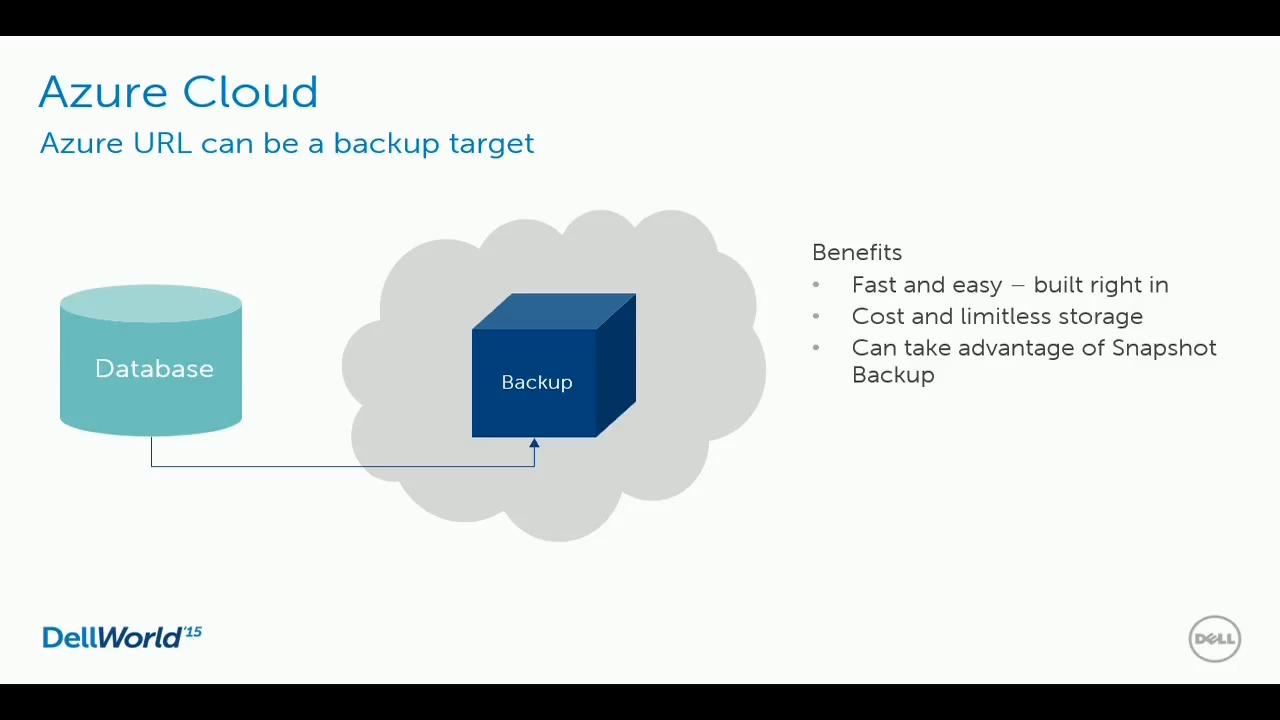 Azure Cloud
Azure URL can be a backup target
Database
Backup
Benefits
• Fast and easy – built right in
• Cost and limitless storage
• Can take advantage of Snapshot
Backup
DellWorld'15
DELL